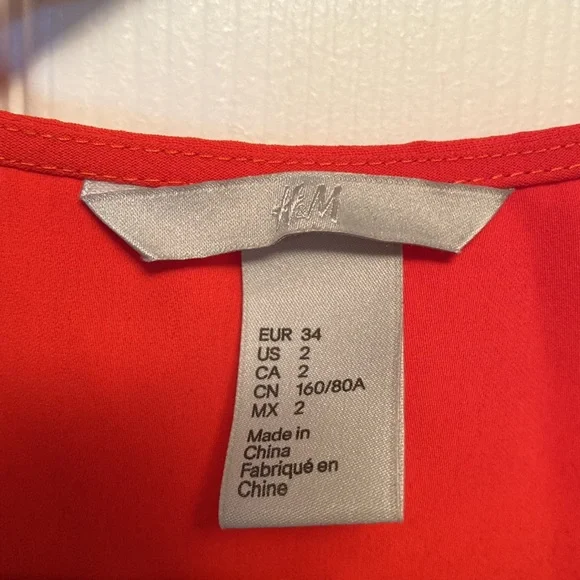 H&M
EUR 34
US 2
CA 2
CN 160/80A
MX 2
Made in
China
Fabriqué en
Chine